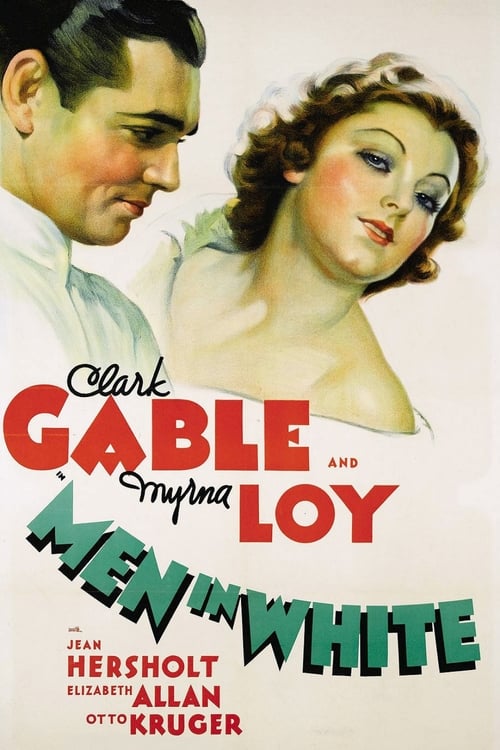 Clark
GABLE
AND
in
Myrna
LOY
MEN IN WHITE
with
JEAN
HERSHOLT
ELIZABETH
ALLAN
OTTO
KRUGER